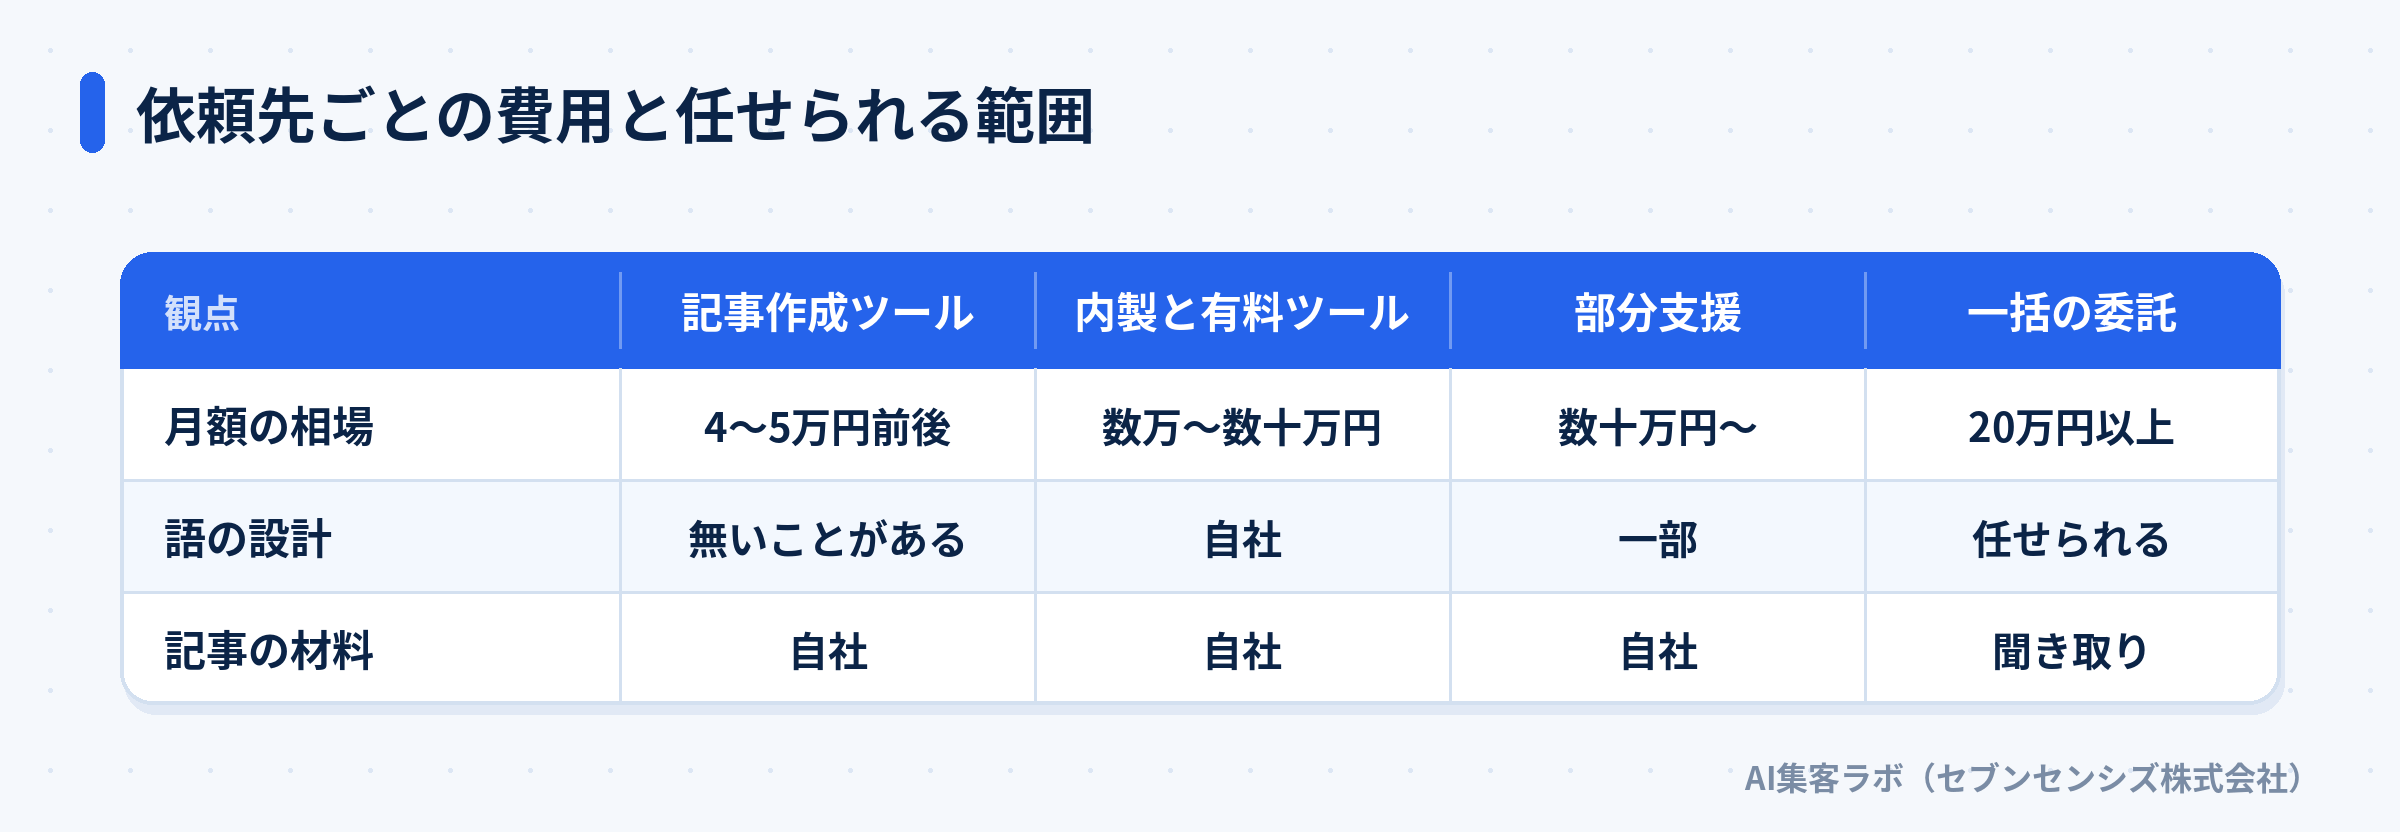 依頼先ごとの費用と任せられる範囲
観点 記事作成ツール 内製と有料ツール 部分支援 一括の委託
月額の相場 4〜5万円前後 数万〜数十万円 数十万円〜 20万円以上
語の設計 無いことがある 自社 一部 任せられる
記事の材料 自社 自社 自社 聞き取り
AI集客ラボ（セブンセンシズ株式会社）